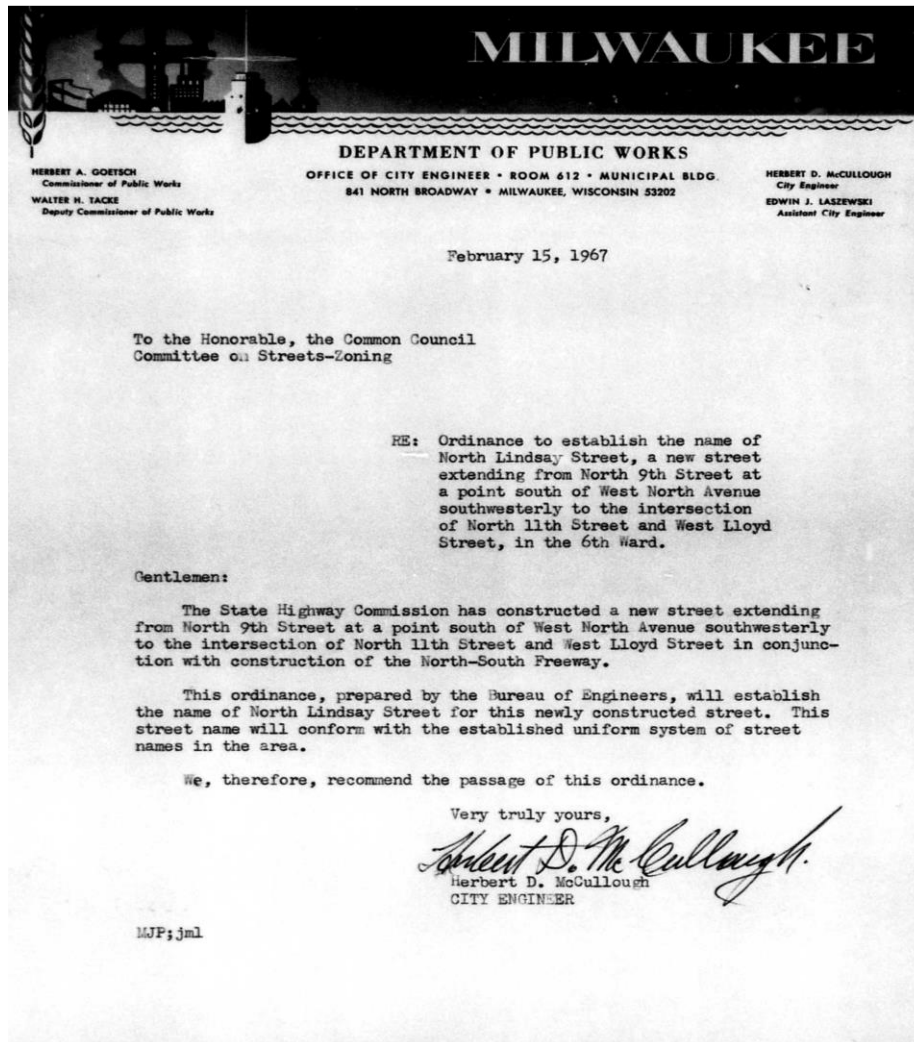 MILWAUKEE
DEPARTMENT OF PUBLIC WORKS
OFFICE OF CITY ENGINEER • ROOM 612 • MUNICIPAL BLDG.
841 NORTH BROADWAY • MILWAUKEE, WISCONSIN 53202
HERBERT A. GOETSCH
Commissioner of Public Works
WALTER H. TACKE
Deputy Commissioner of Public Works
HERBERT D. McCULLOUGH
City Engineer
EDWIN J. LASZEWSKI
Assistant City Engineer
February 15, 1967
To the Honorable, the Common Council
Committee on Streets-Zoning
RE: Ordinance to establish the name of
North Lindsay Street, a new street
extending from North 9th Street at
a point south of West North Avenue
southwesterly to the intersection
of North 11th Street and West Lloyd
Street, in the 6th Ward.
Gentlemen:
The State Highway Commission has constructed a new street extending
from North 9th Street at a point south of West North Avenue southwesterly
to the intersection of North 11th Street and West Lloyd Street in conjunc-
tion with construction of the North-South Freeway.
This ordinance, prepared by the Bureau of Engineers, will establish
the name of North Lindsay Street for this newly constructed street. This
street name will conform with the established uniform system of street
names in the area.
We, therefore, recommend the passage of this ordinance.
Very truly yours,
Herbert D. McCullough.
Herbert D. McCullough
CITY ENGINEER
MJP;jml